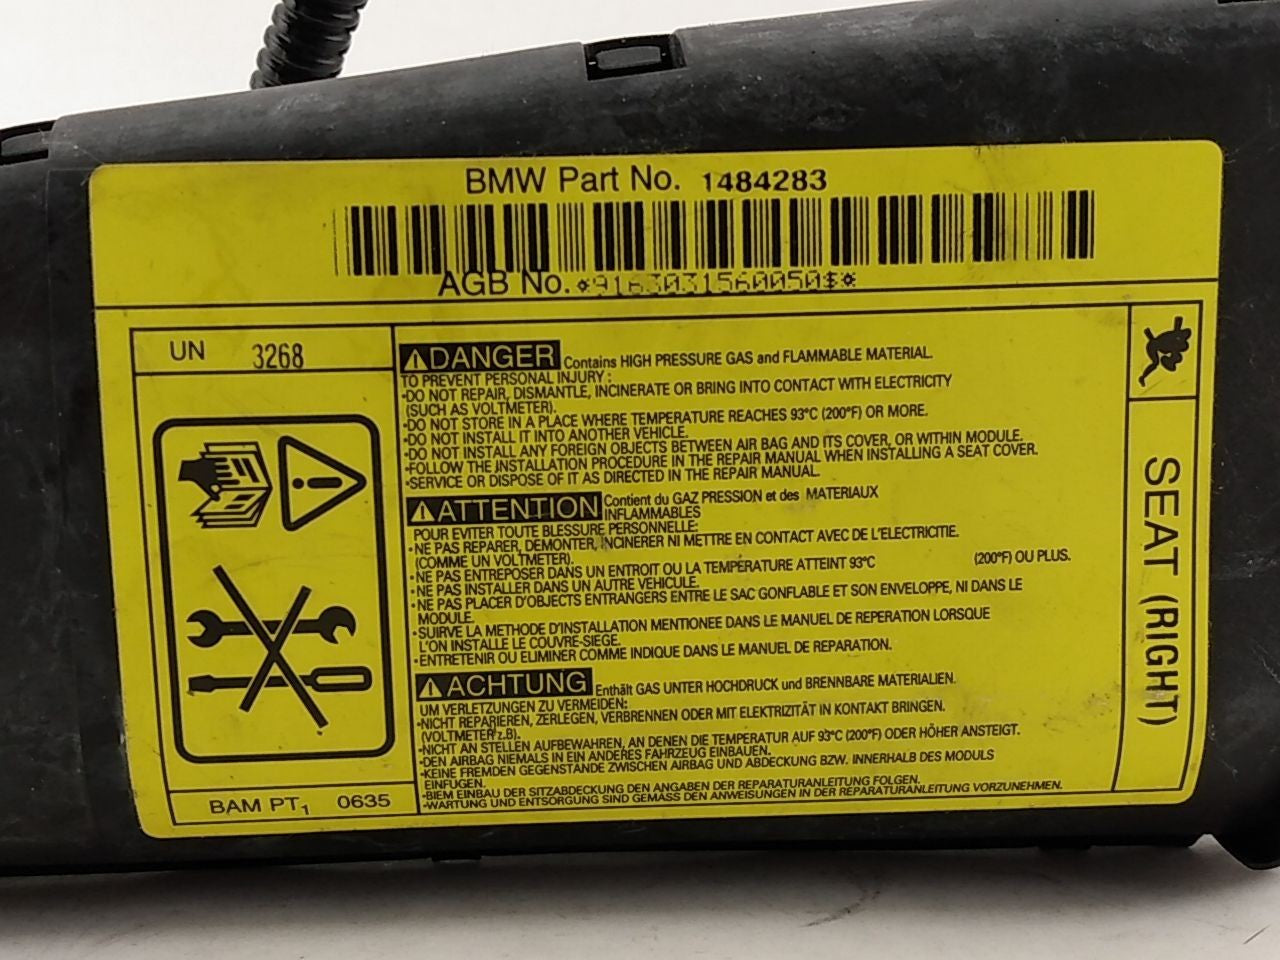 BMW Part No. 1484283
AGB No. *9163031560050$*
UN 3268
DANGER Contains HIGH PRESSURE GAS and FLAMMABLE MATERIAL.
TO PREVENT PERSONAL INJURY:
•DO NOT REPAIR, DISMANTLE, INCINERATE OR BRING INTO CONTACT WITH ELECTRICITY
(SUCH AS VOLTMETER).
•DO NOT STORE IN A PLACE WHERE TEMPERATURE REACHES 93°C (200°F) OR MORE.
•DO NOT INSTALL IT INTO ANOTHER VEHICLE.
•DO NOT INSTALL ANY FOREIGN OBJECTS BETWEEN AIR BAG AND ITS COVER, OR WITHIN MODULE.
•FOLLOW THE INSTALLATION PROCEDURE IN THE REPAIR MANUAL WHEN INSTALLING A SEAT COVER.
•SERVICE OR DISPOSE OF IT AS DIRECTED IN THE REPAIR MANUAL.
ATTENTION Contient du GAZ PRESSION et des MATERIAUX
INFLAMMABLES
POUR EVITER TOUTE BLESSURE PERSONNELLE:
•NE PAS REPARER, DEMONTER, INCINERER NI METTRE EN CONTACT AVEC DE L'ELECTRICITIE.
(COMME UN VOLTMETER).
•NE PAS ENTREPOSER DANS UN ENTROIT OU LA TEMPERATURE ATTEINT 93°C (200°F) OU PLUS.
•NE PAS INSTALLER DANS UN AUTRE VEHICULE.
•NE PAS PLACER D'OBJECTS ENTRANGERS ENTRE LE SAC GONFLABLE ET SON ENVELOPPE, NI DANS LE
MODULE.
•SUIRVE LA METHODE D'INSTALLATION MENTIONEE DANS LE MANUEL DE REPERATION LORSQUE
L'ON INSTALLE LE COUVRE-SIEGE.
•ENTRETENIR OU ELIMINER COMME INDIQUE DANS LE MANUEL DE REPARATION.
ACHTUNG Enthält GAS UNTER HOCHDRUCK und BRENNBARE MATERIALIEN.
UM VERLETZUNGEN ZU VERMEIDEN:
•NICHT REPARIEREN, ZERLEGEN, VERBRENNEN ODER MIT ELEKTRIZITÄT IN KONTAKT BRINGEN.
(VOLTMETER z.B).
•NICHT AN STELLEN AUFBEWAHREN, AN DENEN DIE TEMPERATUR AUF 93°C (200°F) ODER HÖHER ANSTEIGT.
•DEN AIRBAG NIEMALS IN EIN ANDERES FAHRZEUG EINBAUEN.
•KEINE FREMDEN GEGENSTÄNDE ZWISCHEN AIRBAG UND ABDECKUNG BZW. INNERHALB DES MODULS
EINFÜGEN.
•BIEM EINBAU DER SITZABDECKUNG DEN ANGABEN DER REPARATURANLEITUNG FOLGEN.
•WARTUNG UND ENTSORGUNG SIND GEMÄSS DEN ANWEISUNGEN IN DER REPARATURANLEITUNG VORZUNEHMEN.
BAM PT1 0635
SEAT (RIGHT)